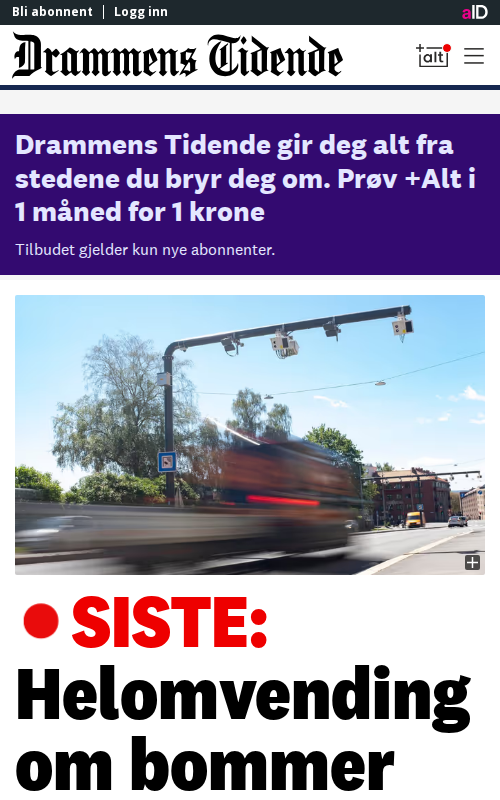 Bli abonnent | Logg inn
aID
Drammens Tidende
+alt
Drammens Tidende gir deg alt fra
stedene du bryr deg om. Prøv +Alt i
1 måned for 1 krone
Tilbudet gjelder kun nye abonnenter.
SISTE:
Helomvending
om bommer